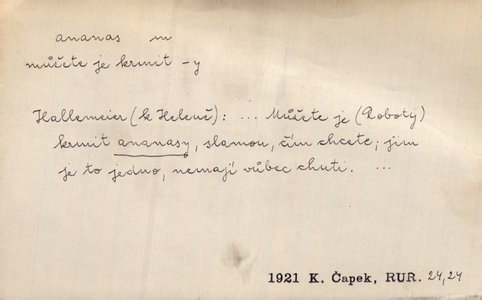 ananas m
můžete je krmit -y
Hallemeier (k Heleně): ... Můžete je (Roboty)
krmit ananasy, slamou, čím chcete; jim
je to jedno, nemají vůbec chuti. ...
1921 K. Čapek, RUR. 24,24